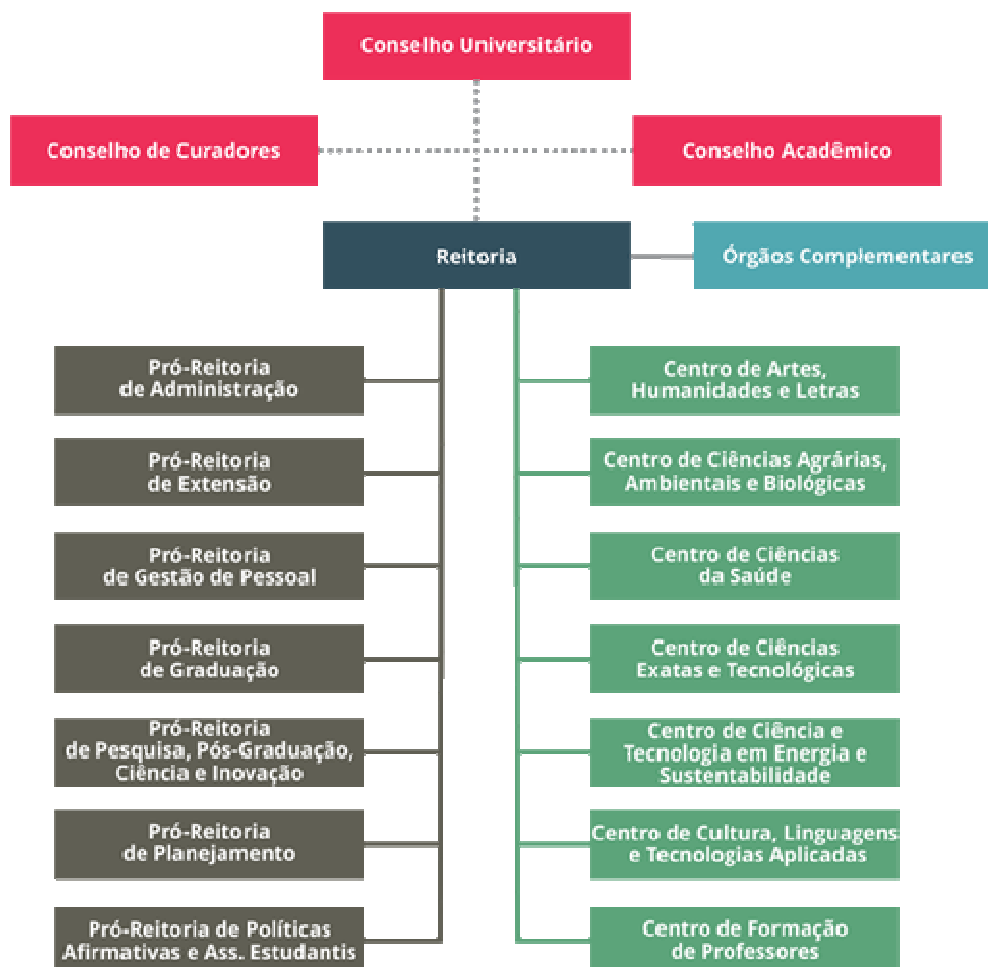 Conselho Universitário
Conselho de Curadores
Conselho Acadêmico
Reitoria
Órgãos Complementares
Pró-Reitoria
de Administração
Pró-Reitoria
de Extensão
Pró-Reitoria
de Gestão de Pessoal
Pró-Reitoria
de Graduação
Pró-Reitoria
de Pesquisa, Pós-Graduação,
Ciência e Inovação
Pró-Reitoria
de Planejamento
Pró-Reitoria de Políticas
Afirmativas e Ass. Estudantis
Centro de Artes,
Humanidades e Letras
Centro de Ciências Agrárias,
Ambientais e Biológicas
Centro de Ciências
da Saúde
Centro de Ciências
Exatas e Tecnológicas
Centro de Ciência e
Tecnologia em Energia e
Sustentabilidade
Centro de Cultura, Linguagens
e Tecnologias Aplicadas
Centro de Formação
de Professores